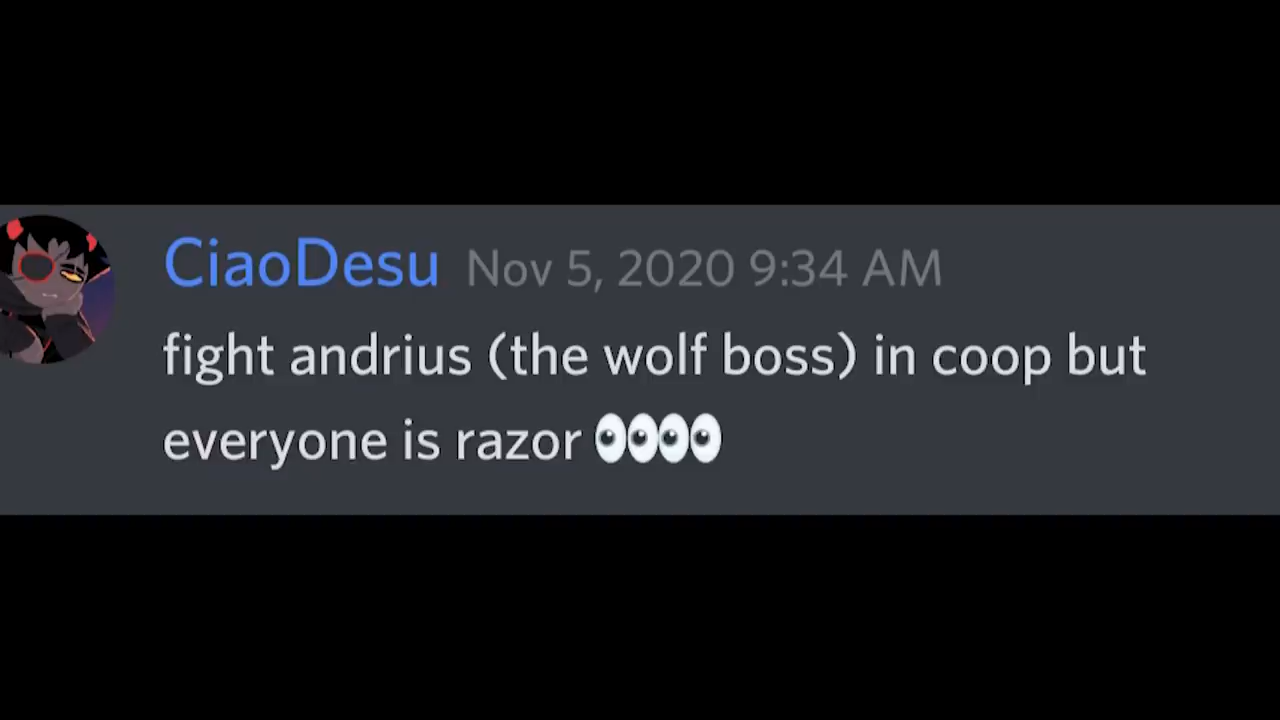 CiaoDesu Nov 5, 2020 9:34 AM
fight andrius (the wolf boss) in coop but
everyone is razor 👀👀